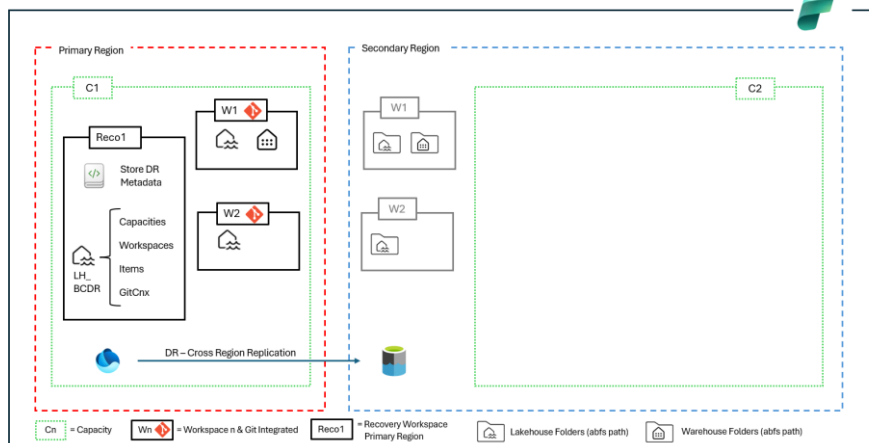 Primary Region
Secondary Region
C1
C2
W1
W1
Reco1
Store DR
Metadata
W2
W2
Capacities
Workspaces
Items
GitCnx
LH_
BCDR
DR – Cross Region Replication
Cn = Capacity
Wn = Workspace n & Git Integrated
Reco1 = Recovery Workspace
Primary Region
Lakehouse Folders (abfs path)
Warehouse Folders (abfs path)